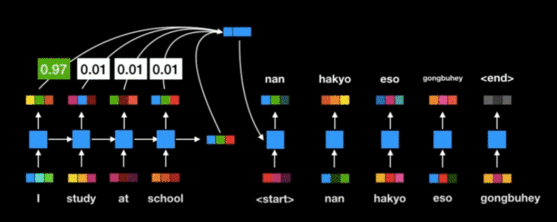 0.97 0.01 0.01 0.01
nan hakyo eso gongbuhey <end>
I study at school <start> nan hakyo eso gongbuhey